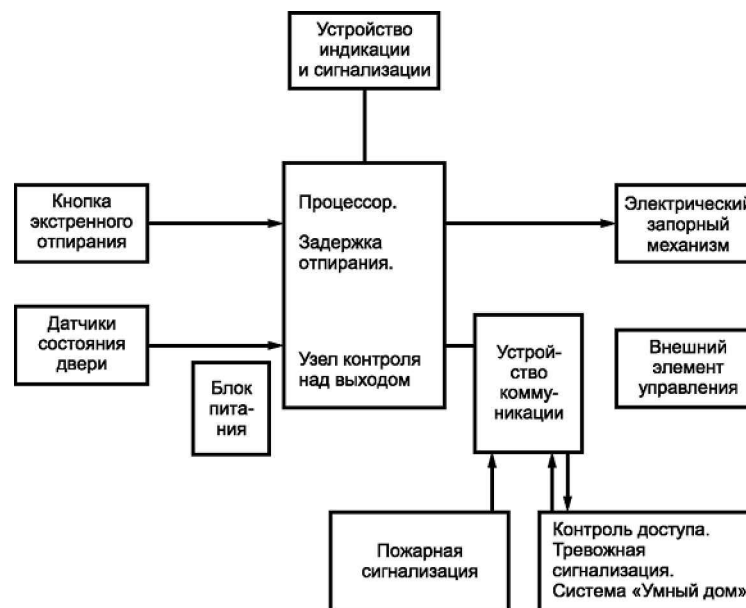 Устройство
индикации
и сигнализации
Кнопка
экстренного
отпирания
Процессор.
Задержка
отпирания.
Узел контроля
над выходом
Электрический
запорный
механизм
Датчики
состояния
двери
Блок
пита-
ния
Устрой-
ство
комму-
никации
Внешний
элемент
управления
Пожарная
сигнализация
Контроль доступа.
Тревожная
сигнализация.
Система «Умный дом»